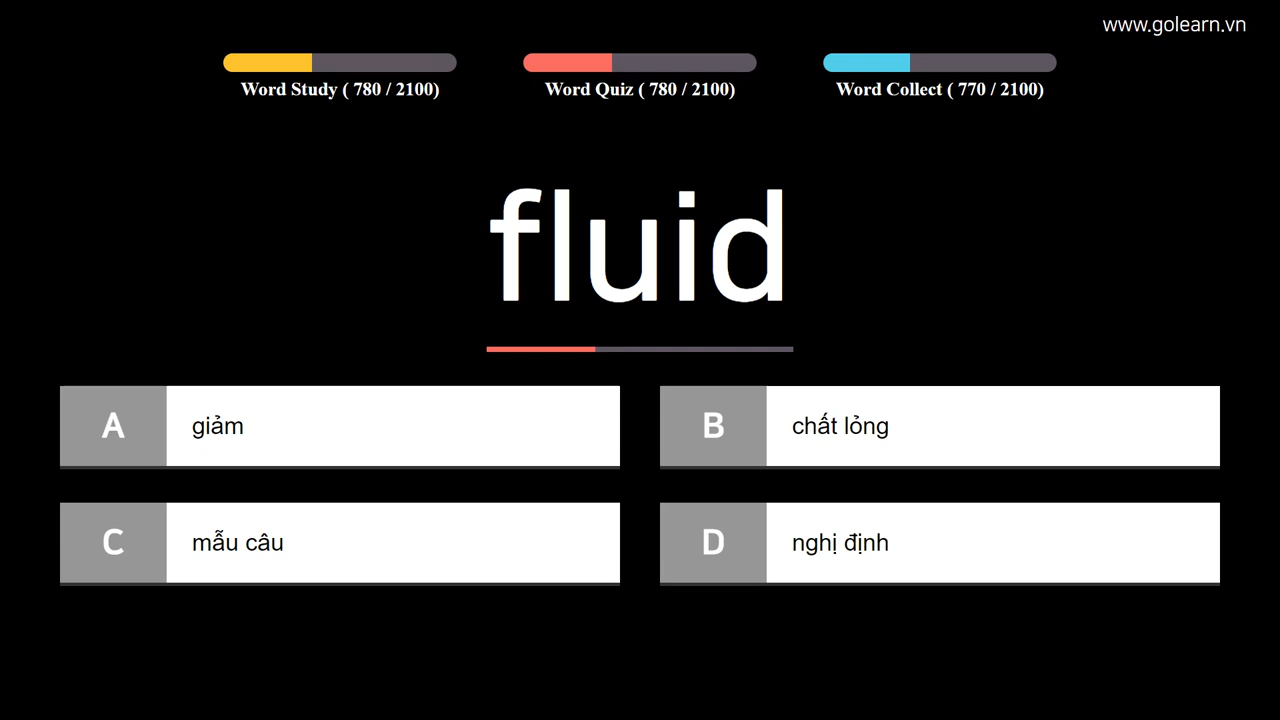 www.golearn.vn
Word Study ( 780 / 2100)
Word Quiz ( 780 / 2100)
Word Collect ( 770 / 2100)
fluid
A giảm
B chất lỏng
C mẫu câu
D nghị định